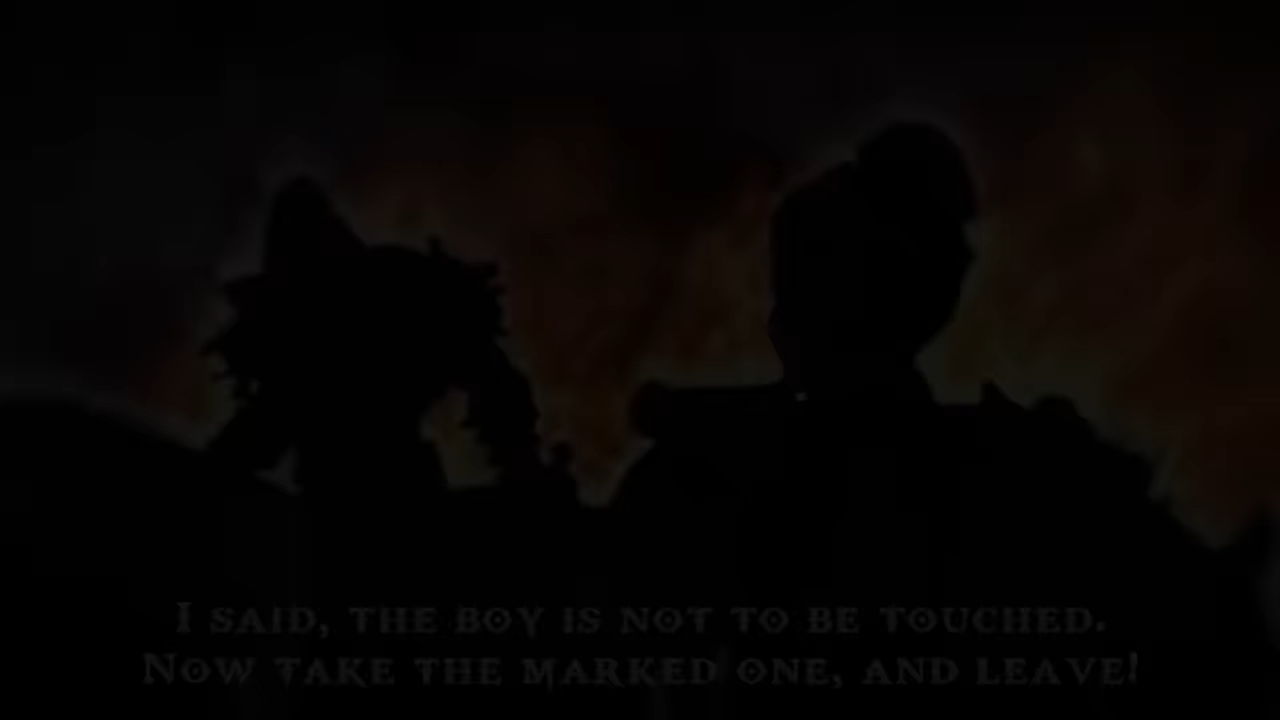 I said, the boy is not to be touched.
Now take the marked one, and leave!